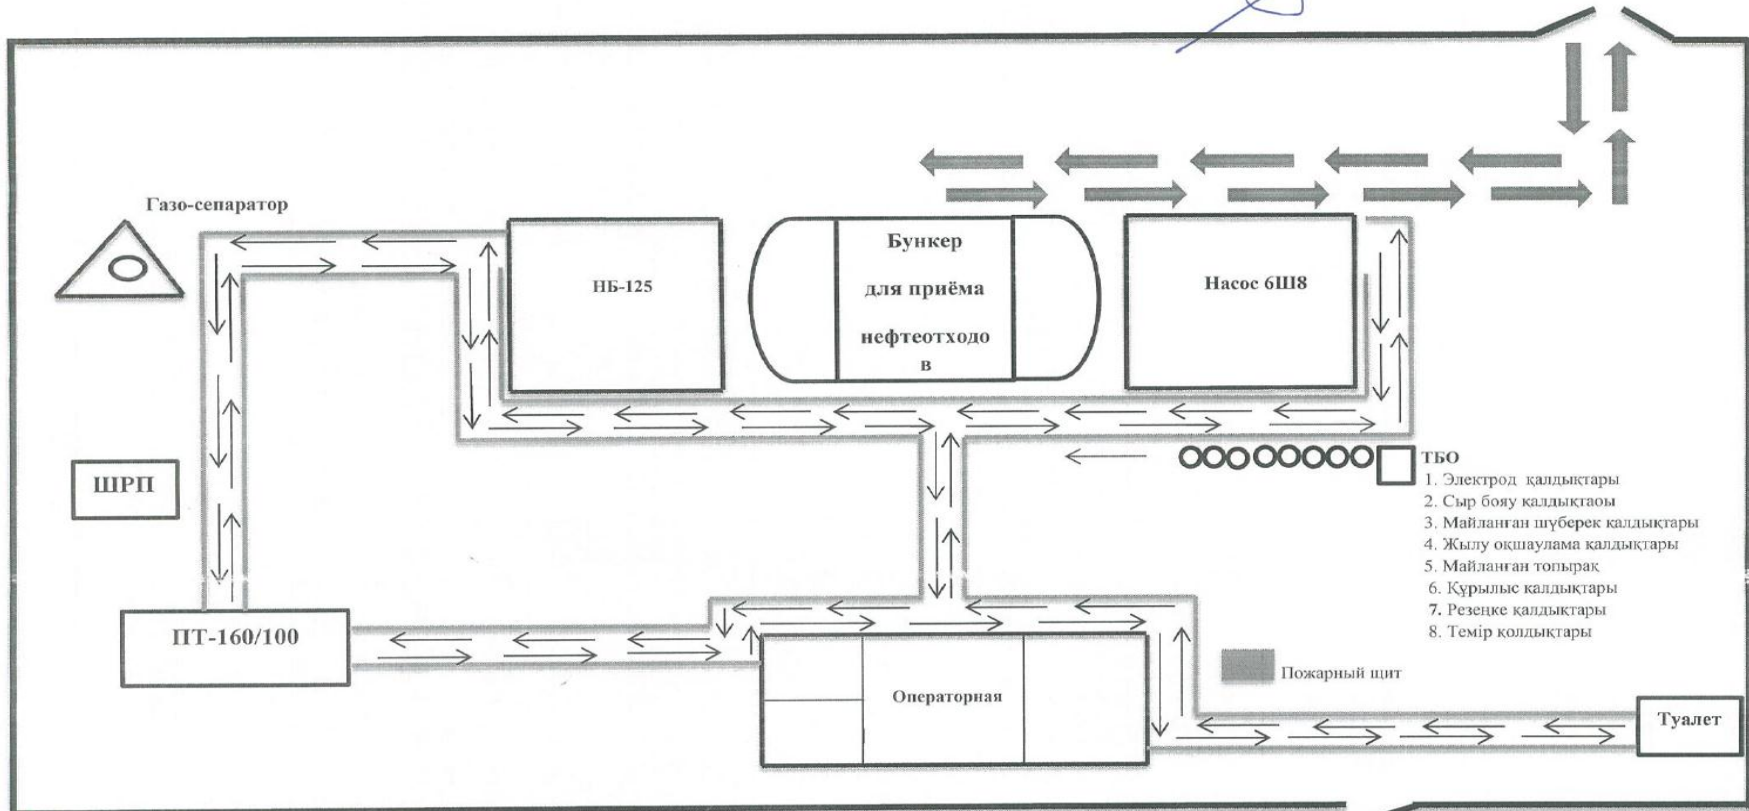 Газо-сепаратор
НБ-125
Бункер
для приёма
нефтеотходо
в
Насос 6Ш8
ШРП
ТБО
1. Электрод қалдықтары
2. Сыр бояу қалдықтаоы
3. Майланған шүберек қалдықтары
4. Жылу оқшаулама қалдықтары
5. Майланған топырақ
6. Құрылыс қалдықтары
7. Резеңке қалдықтары
8. Темір қолдықтары
ПТ-160/100
Операторная
Пожарный щит
Туалет